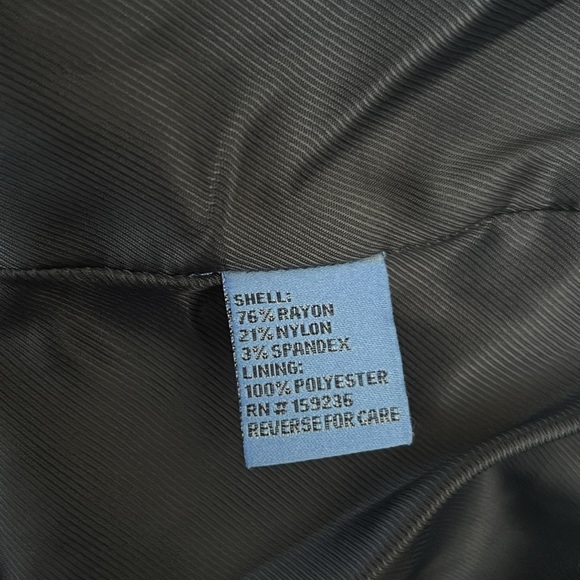 SHELL:
76% RAYON
21% NYLON
3% SPANDEX
LINING:
100% POLYESTER
RN # 159236
REVERSE FOR CARE